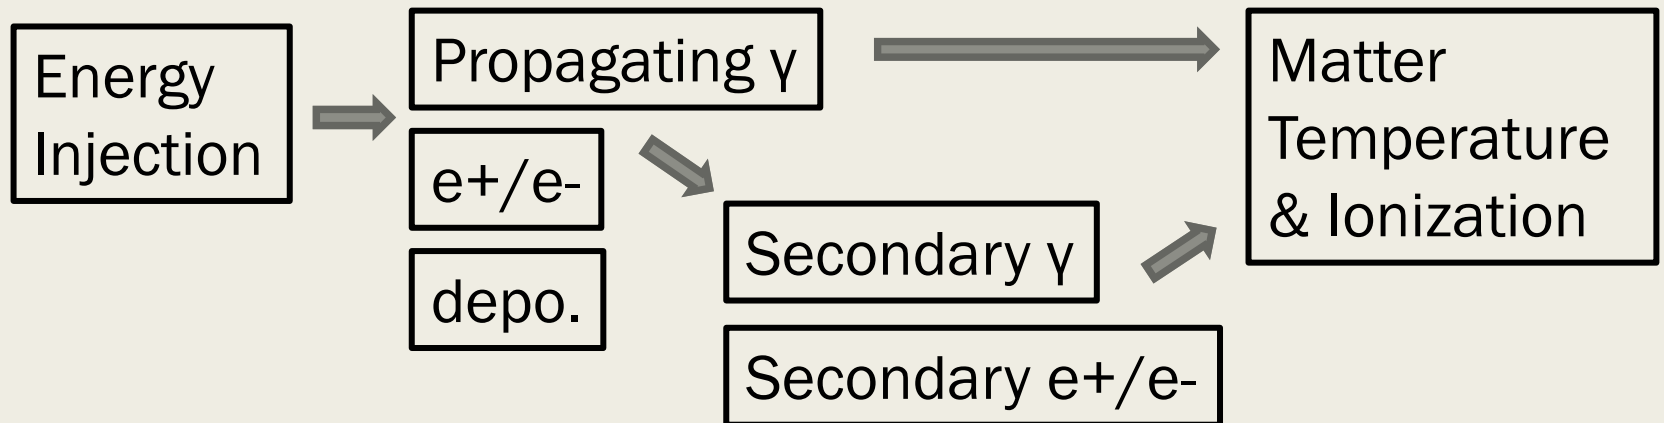 Energy
Injection
Propagating γ
e+/e-
depo.
Secondary γ
Secondary e+/e-
Matter
Temperature
& Ionization